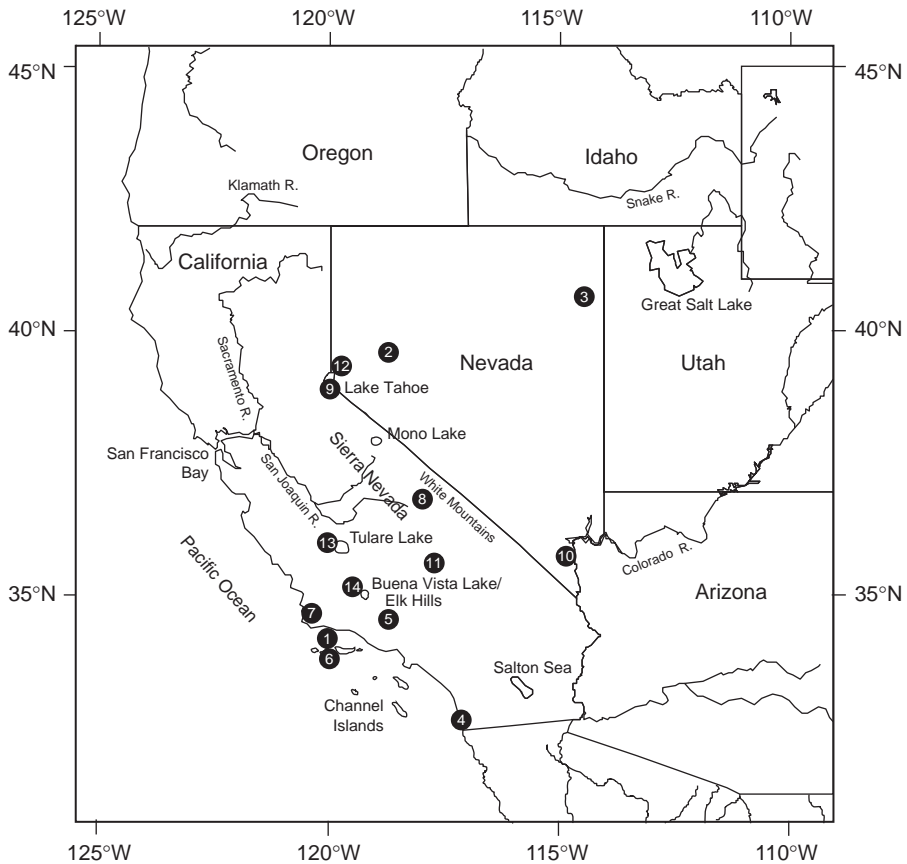 125°W 120°W 115°W 110°W
45°N 45°N
Oregon
Idaho
Klamath R.
Snake R.
California
3
Great Salt Lake
40°N 40°N
Sacramento R.
2
12
Nevada
Utah
9
Lake Tahoe
Mono Lake
San Francisco
Bay
Sierra Nevada
San Joaquin R.
White Mountains
8
13
Tulare Lake
10
Colorado R.
Pacific Ocean
11
14
Buena Vista Lake/
Elk Hills
Arizona
35°N 35°N
7
5
1
6
Salton Sea
Channel
Islands
4
125°W 120°W 115°W 110°W